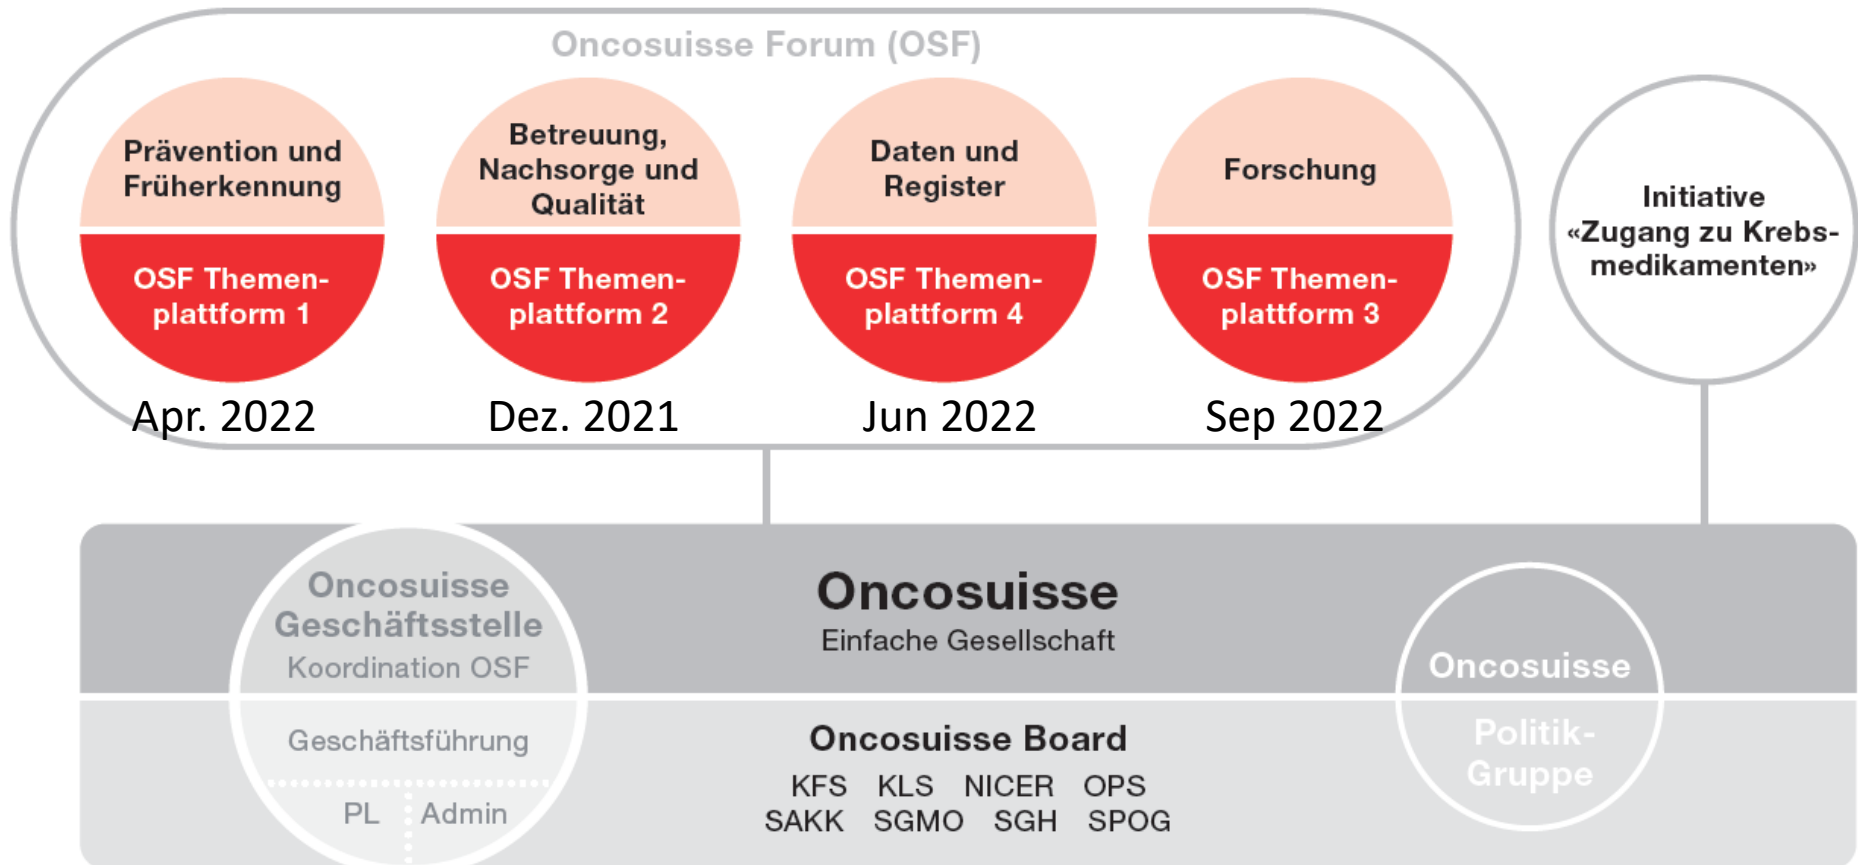 Oncosuisse Forum (OSF)
Prävention und
Früherkennung
OSF Themen-
plattform 1
Apr. 2022
Betreuung,
Nachsorge und
Qualität
OSF Themen-
plattform 2
Dez. 2021
Daten und
Register
OSF Themen-
plattform 4
Jun 2022
Forschung
OSF Themen-
plattform 3
Sep 2022
Initiative
«Zugang zu Krebs-
medikamenten»
Oncosuisse
Geschäftsstelle
Koordination OSF
Geschäftsführung
PL Admin
Oncosuisse
Einfache Gesellschaft
Oncosuisse Board
KFS KLS NICER OPS
SAKK SGMO SGH SPOG
Oncosuisse
Politik-
Gruppe